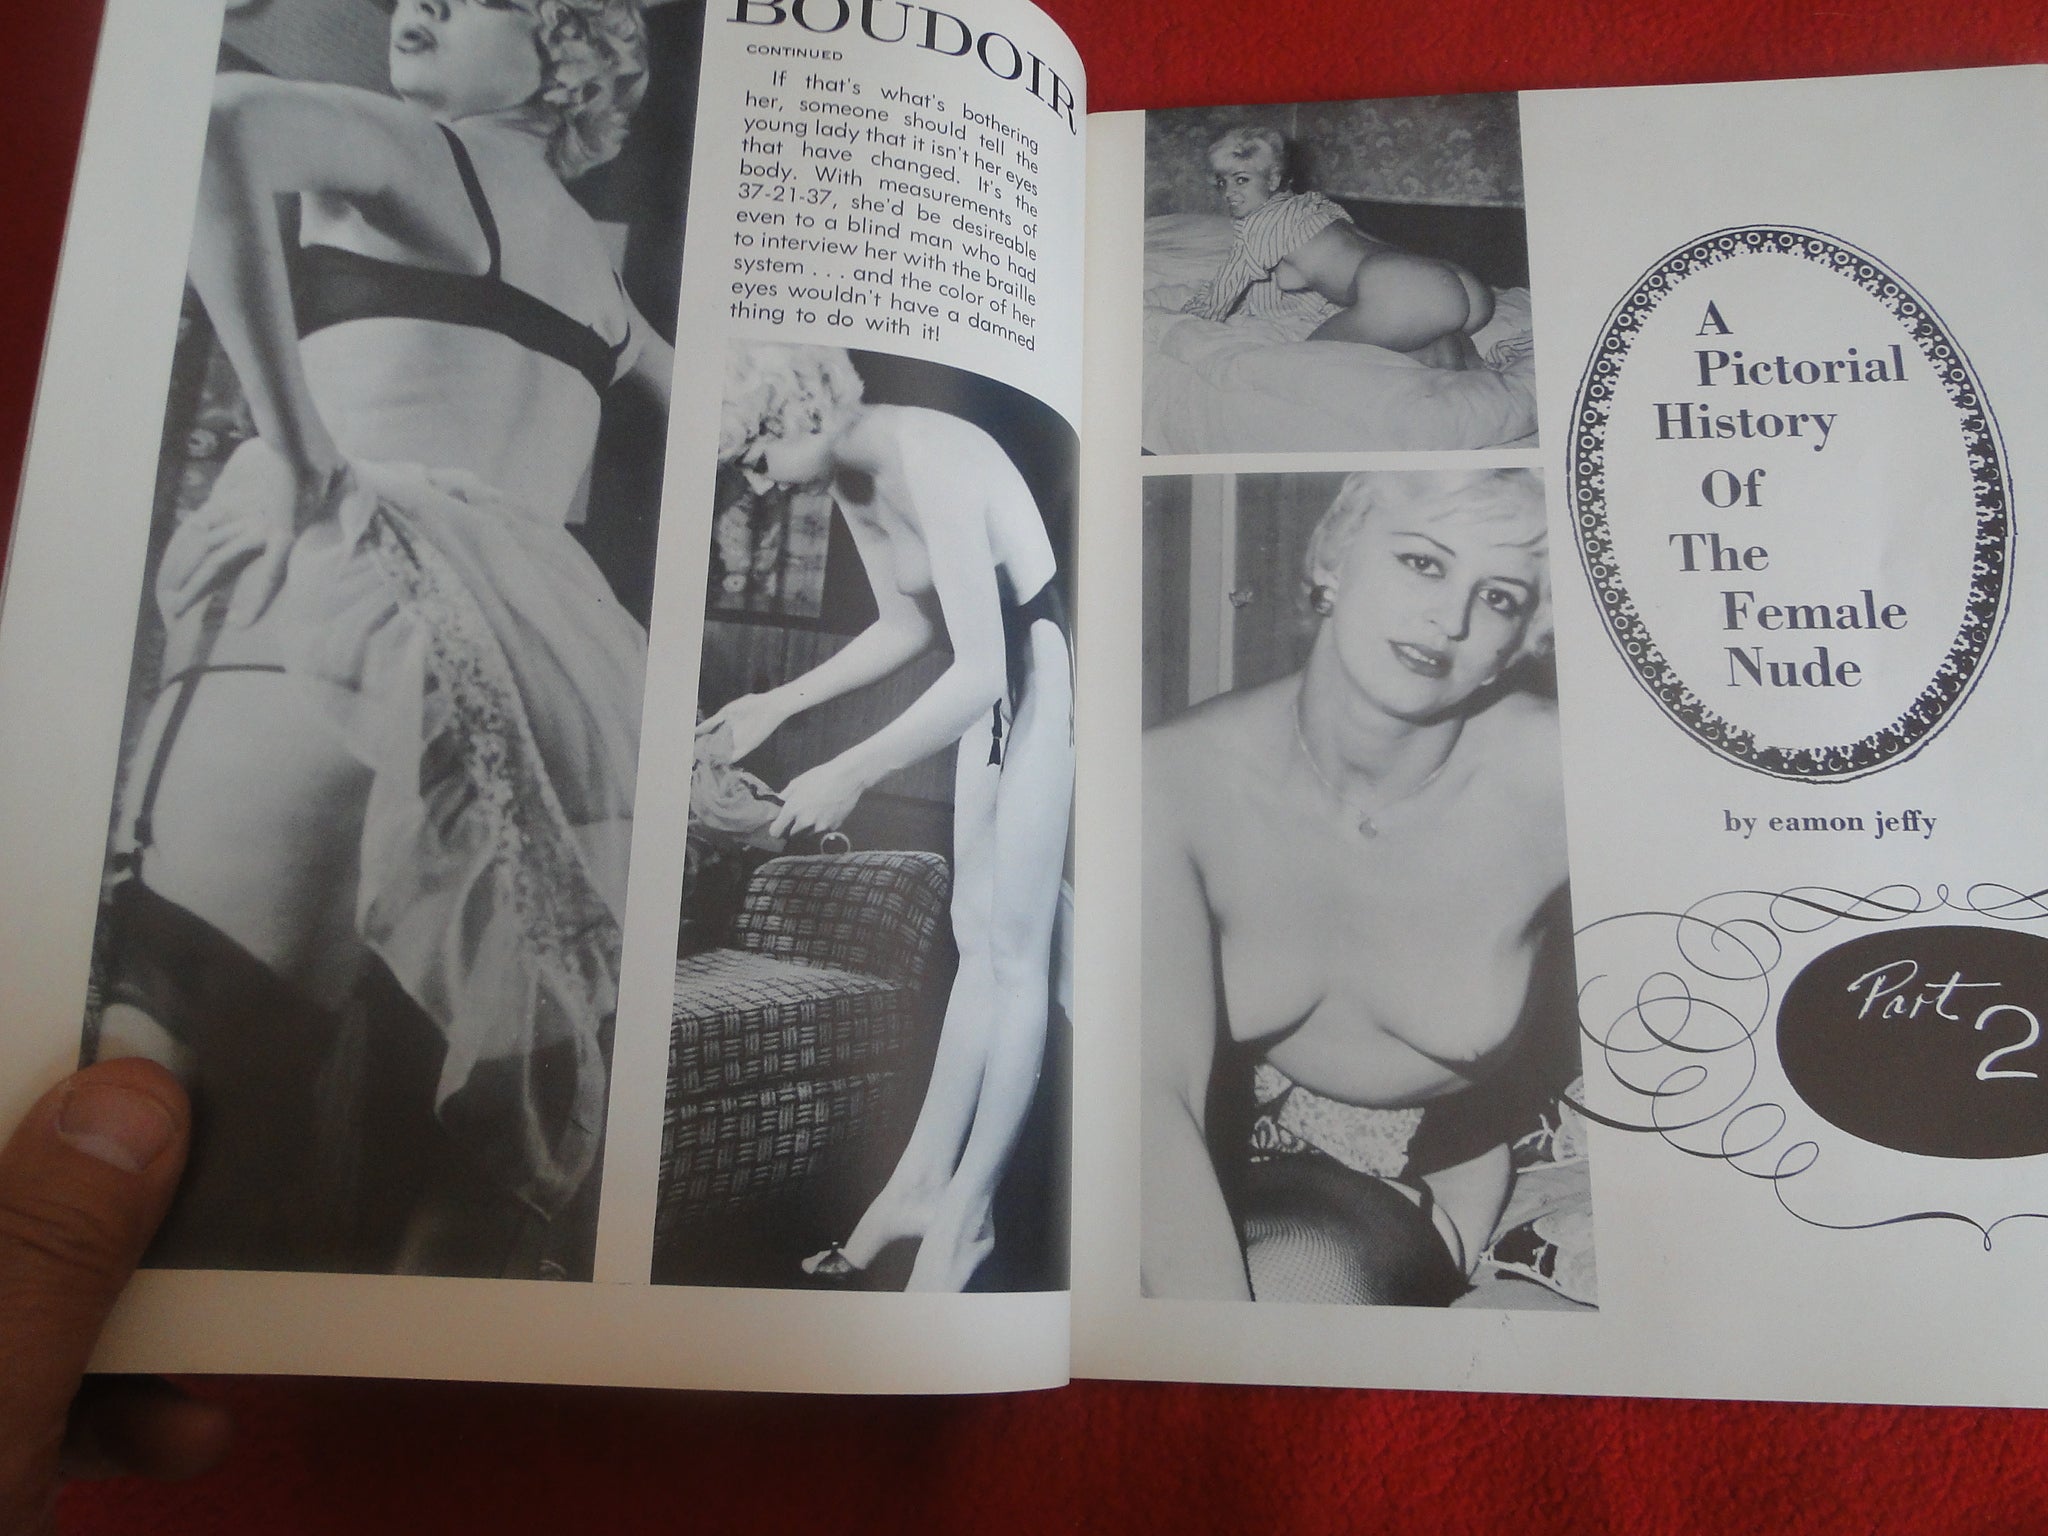 BOUDOIR
CONTINUED
If that's what's bothering
her, someone should tell the
young lady that it isn't her eyes
that have changed. It's the
body. With measurements of
37-21-37, she'd be desireable
even to a blind man who had
to interview her with the braille
system . . . and the color of her
eyes wouldn't have a damned
thing to do with it!
A
Pictorial
History
Of
The
Female
Nude
by eamon jeffy
Part 2